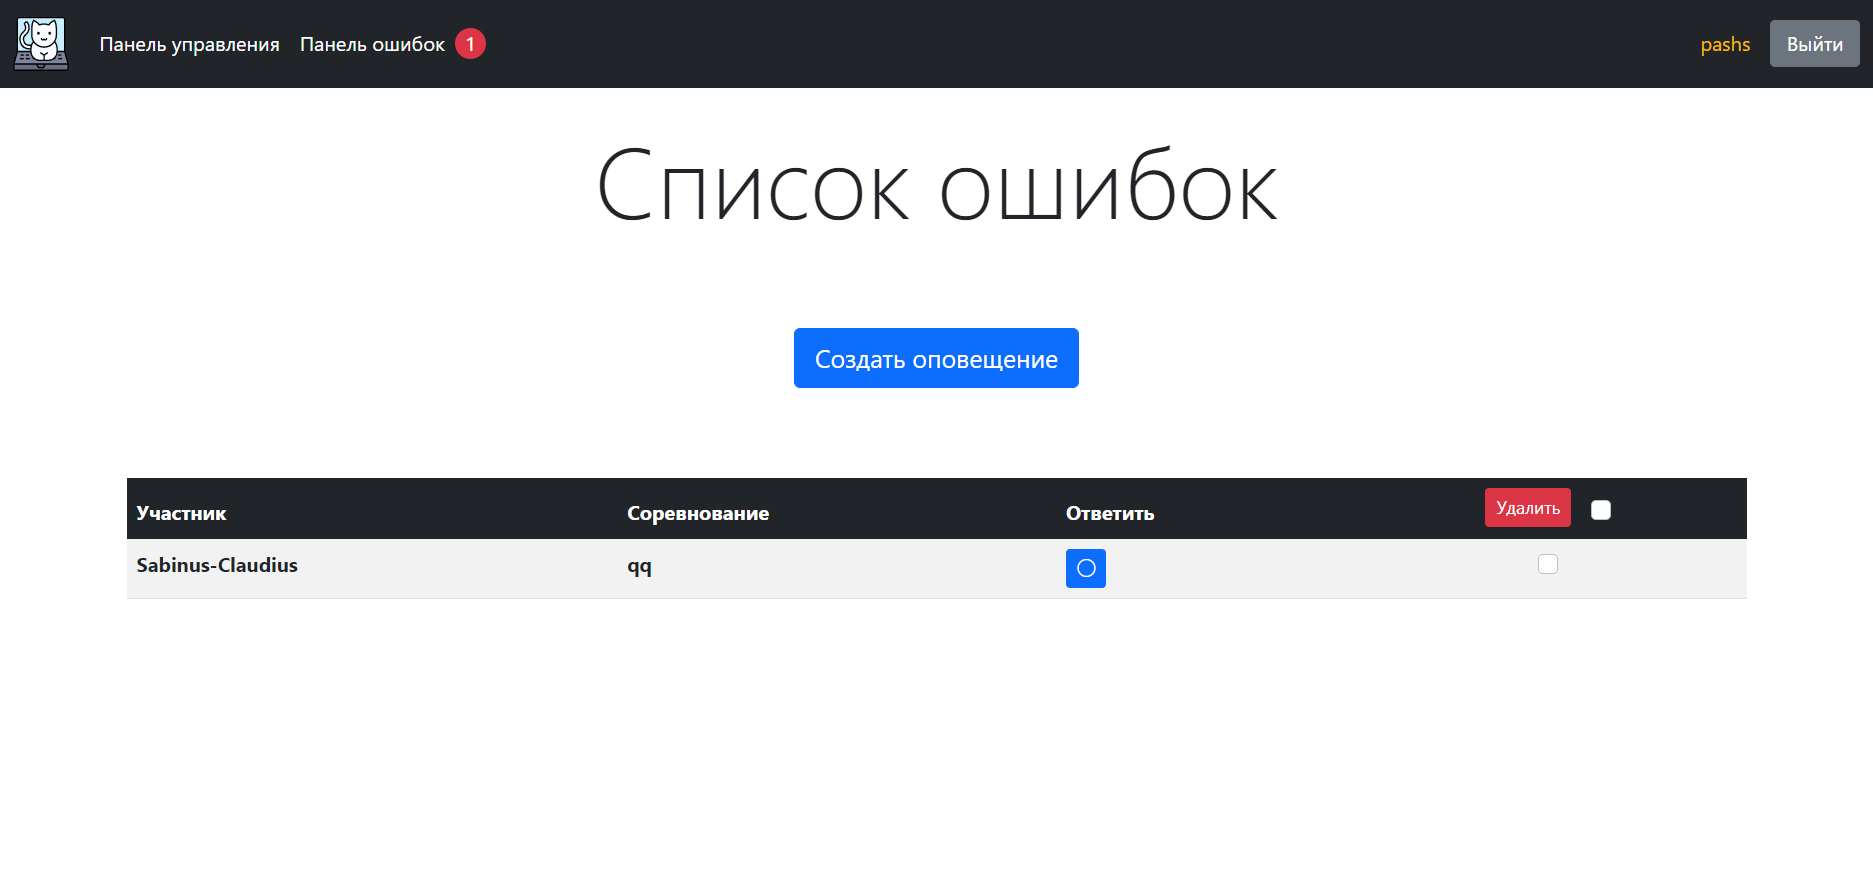 Панель управления Панель ошибок 1 pashs Выйти
Список ошибок
Создать оповещение
Участник Соревнование Ответить Удалить
Sabinus-Claudius qq